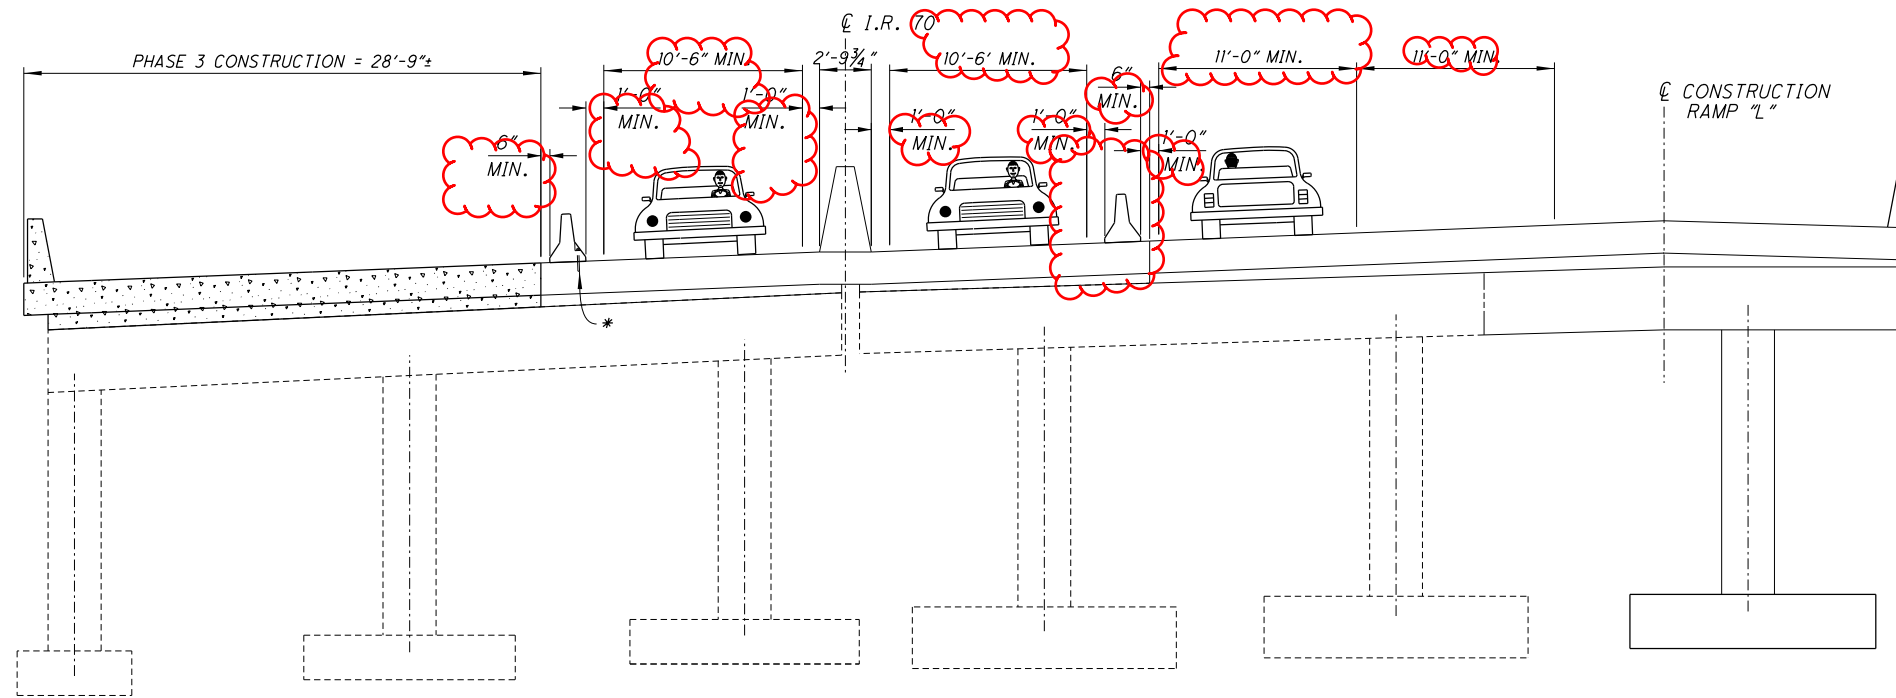 ℄ I.R. 70
PHASE 3 CONSTRUCTION = 28'-9"±
10'-6" MIN.
2'-9¾"
10'-6' MIN.
11'-0" MIN.
11'-0" MIN.
6"
MIN.
1'-0"
MIN.
1'-0"
MIN.
1'-0"
MIN.
1'-0"
MIN.
6"
MIN.
1'-0"
MIN.
℄ CONSTRUCTION
RAMP "L"
*